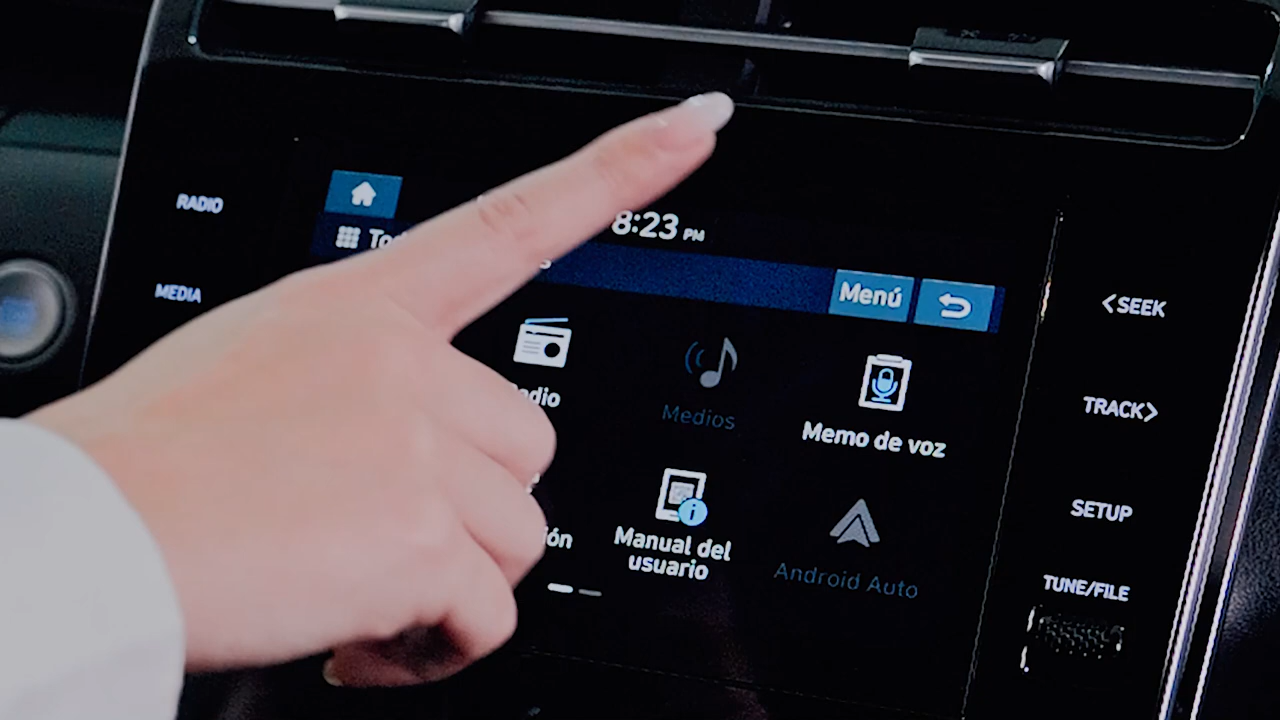 RADIO
MEDIA
8:23 PM
Menú
Medios
Memo de voz
Manual del
usuario
Android Auto
<SEEK
TRACK>
SETUP
TUNE/FILE